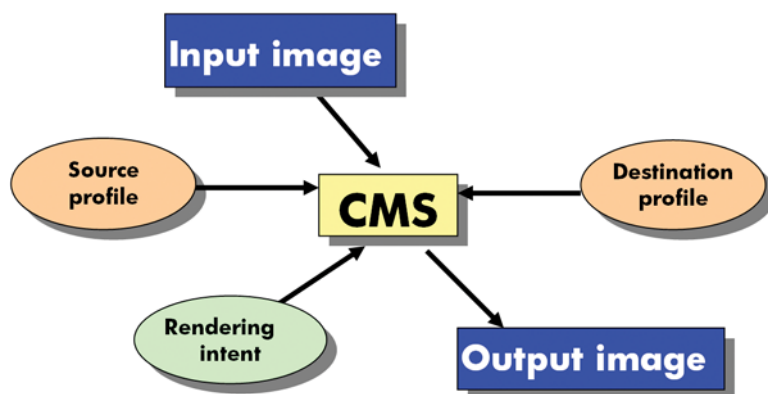 Input image
Source
profile
Destination
profile
CMS
Rendering
intent
Output image